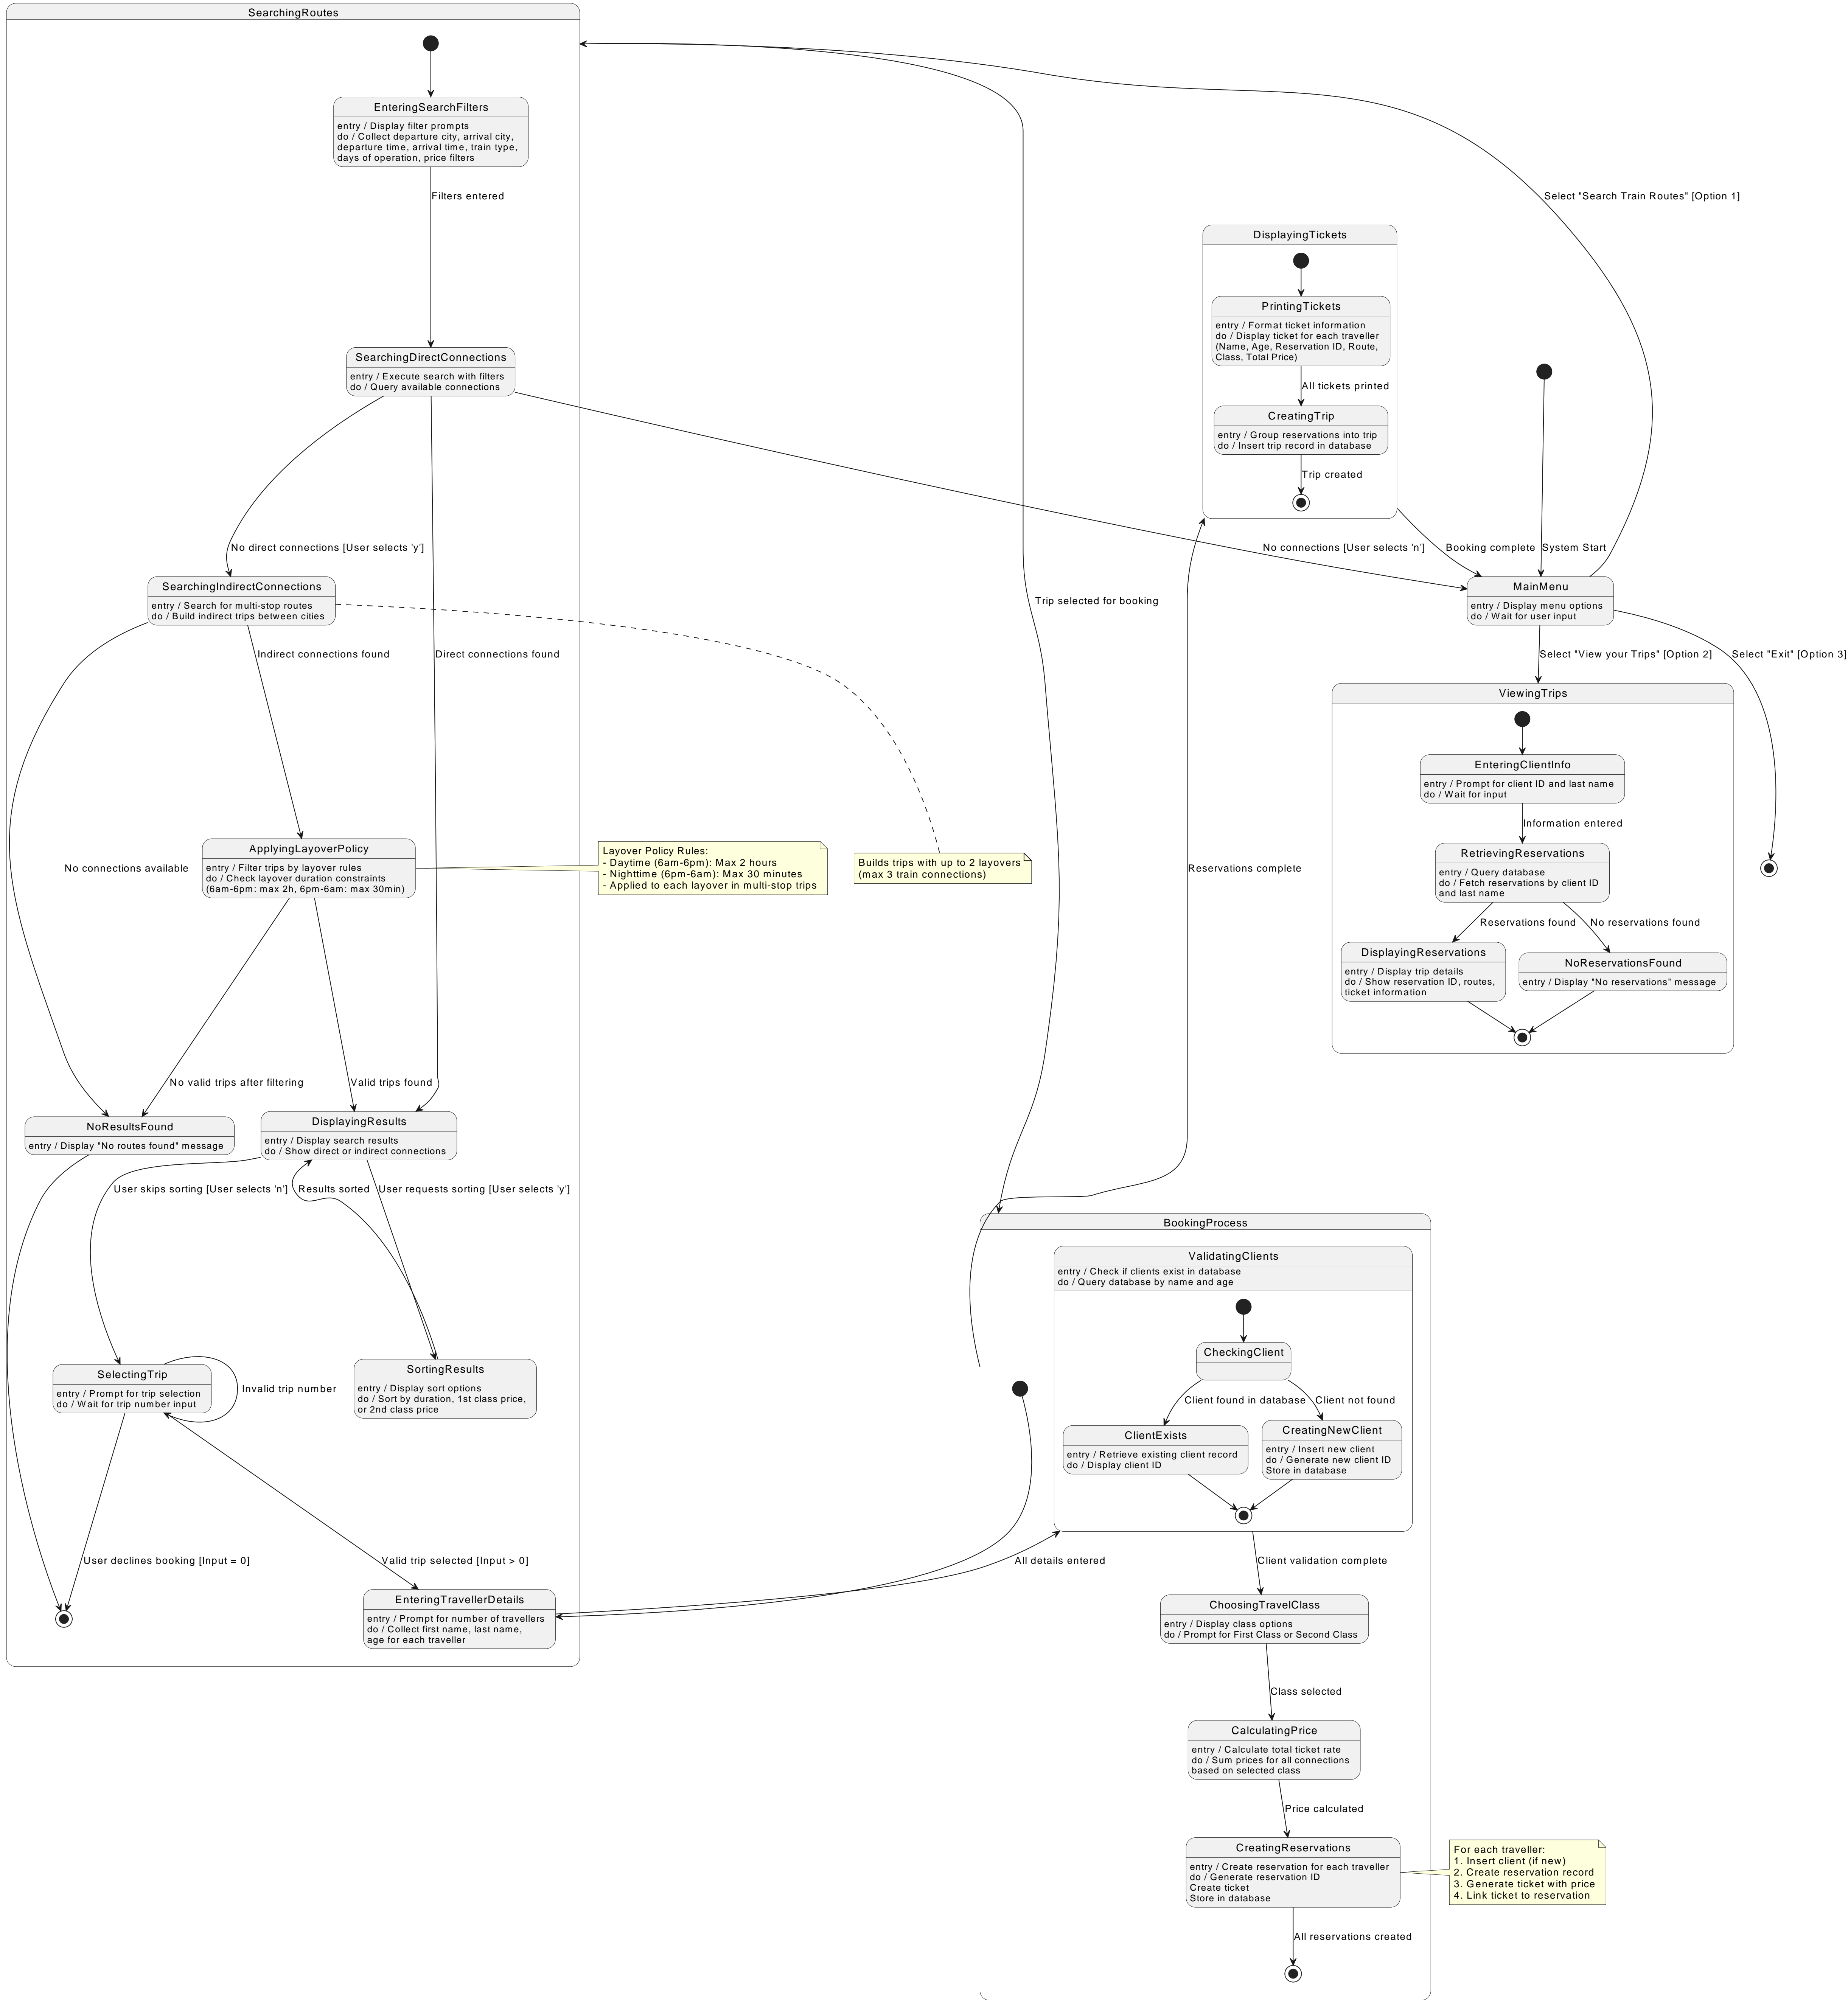 SearchingRoutes
EnteringSearchFilters
entry / Display filter prompts
do / Collect departure city, arrival city,
departure time, arrival time, train type,
days of operation, price filters
Filters entered
SearchingDirectConnections
entry / Execute search with filters
do / Query available connections
No direct connections [User selects 'y']
SearchingIndirectConnections
entry / Search for multi-stop routes
do / Build indirect trips between cities
Indirect connections found
Direct connections found
No connections available
ApplyingLayoverPolicy
entry / Filter trips by layover rules
do / Check layover duration constraints
(6am-6pm: max 2h, 6pm-6am: max 30min)
Layover Policy Rules:
- Daytime (6am-6pm): Max 2 hours
- Nighttime (6pm-6am): Max 30 minutes
- Applied to each layover in multi-stop trips
Builds trips with up to 2 layovers
(max 3 train connections)
No valid trips after filtering
Valid trips found
NoResultsFound
entry / Display "No routes found" message
DisplayingResults
entry / Display search results
do / Show direct or indirect connections
User skips sorting [User selects 'n']
Results sorted
User requests sorting [User selects 'y']
SelectingTrip
entry / Prompt for trip selection
do / Wait for trip number input
Invalid trip number
SortingResults
entry / Display sort options
do / Sort by duration, 1st class price,
or 2nd class price
User declines booking [Input = 0]
Valid trip selected [Input > 0]
EnteringTravellerDetails
entry / Prompt for number of travellers
do / Collect first name, last name,
age for each traveller
Select "Search Train Routes" [Option 1]
DisplayingTickets
PrintingTickets
entry / Format ticket information
do / Display ticket for each traveller
(Name, Age, Reservation ID, Route,
Class, Total Price)
All tickets printed
CreatingTrip
entry / Group reservations into trip
do / Insert trip record in database
Trip created
No connections [User selects 'n']
Booking complete
System Start
MainMenu
entry / Display menu options
do / Wait for user input
Trip selected for booking
Select "View your Trips" [Option 2]
Select "Exit" [Option 3]
ViewingTrips
EnteringClientInfo
entry / Prompt for client ID and last name
do / Wait for input
Information entered
RetrievingReservations
entry / Query database
do / Fetch reservations by client ID
and last name
Reservations found
No reservations found
DisplayingReservations
entry / Display trip details
do / Show reservation ID, routes,
ticket information
NoReservationsFound
entry / Display "No reservations" message
Reservations complete
BookingProcess
ValidatingClients
entry / Check if clients exist in database
do / Query database by name and age
CheckingClient
Client found in database
Client not found
ClientExists
entry / Retrieve existing client record
do / Display client ID
CreatingNewClient
entry / Insert new client
do / Generate new client ID
Store in database
All details entered
Client validation complete
ChoosingTravelClass
entry / Display class options
do / Prompt for First Class or Second Class
Class selected
CalculatingPrice
entry / Calculate total ticket rate
do / Sum prices for all connections
based on selected class
Price calculated
CreatingReservations
entry / Create reservation for each traveller
do / Generate reservation ID
Create ticket
Store in database
For each traveller:
1. Insert client (if new)
2. Create reservation record
3. Generate ticket with price
4. Link ticket to reservation
All reservations created